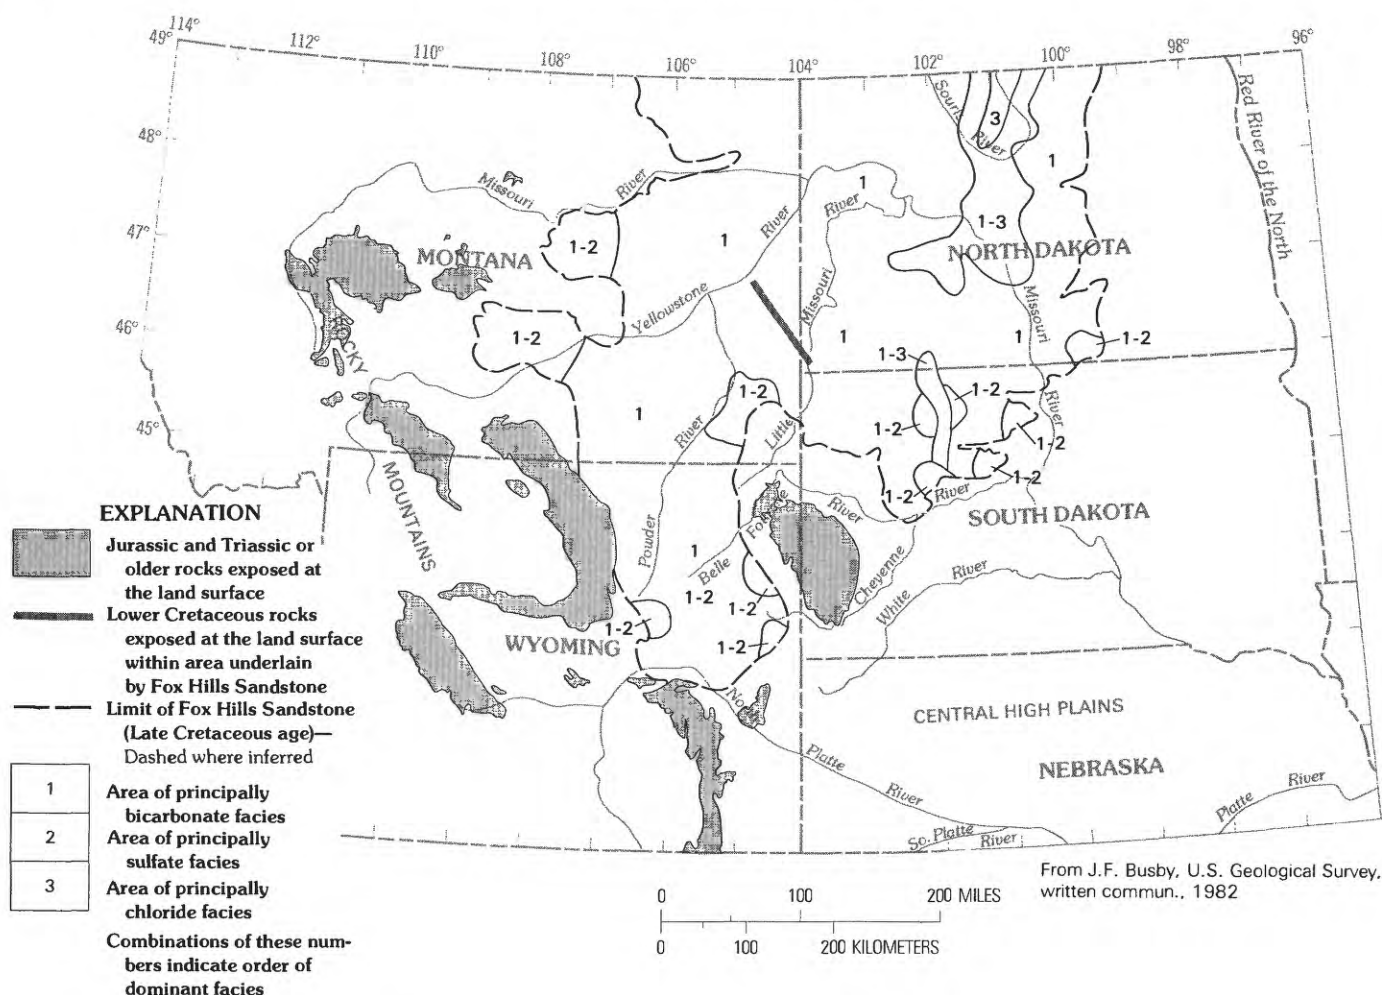 114°
49°
112°
110°
108°
106°
104°
102°
100°
98°
96°
48°
47°
46°
45°
Souris
River
3
1
Red River of the North
Missouri
River
1
River
1-3
NORTH DAKOTA
MONTANA
1-2
1
River
Yellowstone
Missouri
Missouri
River
1-2
1
1
1-2
1-3
ROCKY
MOUNTAINS
1
1-2
1-2
1-2
1-2
1-2
1-2
River
Little
River
River
SOUTH DAKOTA
Powder
1
Belle
Fourche
Cheyenne
White
River
1-2
1-2
1-2
1-2
WYOMING
North
Platte
River
CENTRAL HIGH PLAINS
NEBRASKA
So. Platte
River
Platte
River
EXPLANATION
Jurassic and Triassic or
older rocks exposed at
the land surface
Lower Cretaceous rocks
exposed at the land surface
within area underlain
by Fox Hills Sandstone
Limit of Fox Hills Sandstone
(Late Cretaceous age)—
Dashed where inferred
1
Area of principally
bicarbonate facies
2
Area of principally
sulfate facies
3
Area of principally
chloride facies
Combinations of these num-
bers indicate order of
dominant facies
From J.F. Busby, U.S. Geological Survey,
written commun., 1982
0 100 200 MILES
0 100 200 KILOMETERS